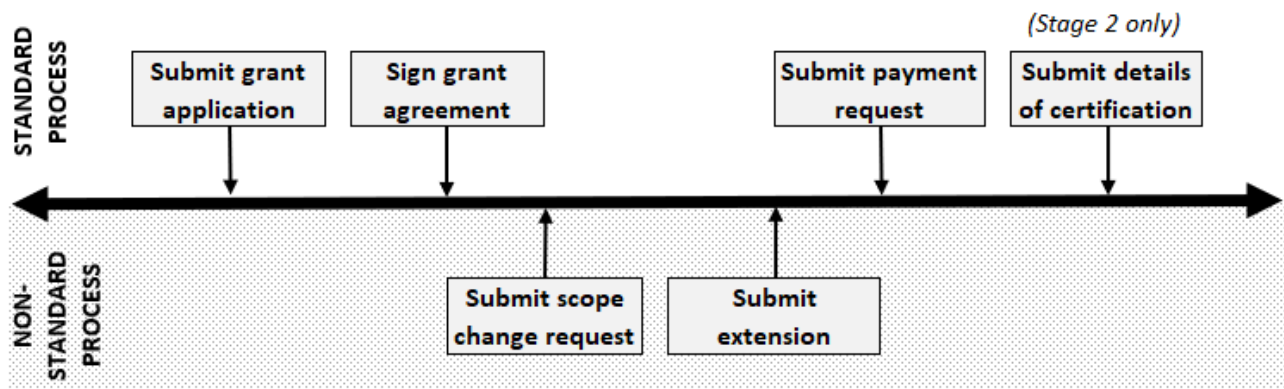 STANDARD
PROCESS
Submit grant
application
Sign grant
agreement
Submit payment
request
(Stage 2 only)
Submit details
of certification
NON-
STANDARD
PROCESS
Submit scope
change request
Submit
extension